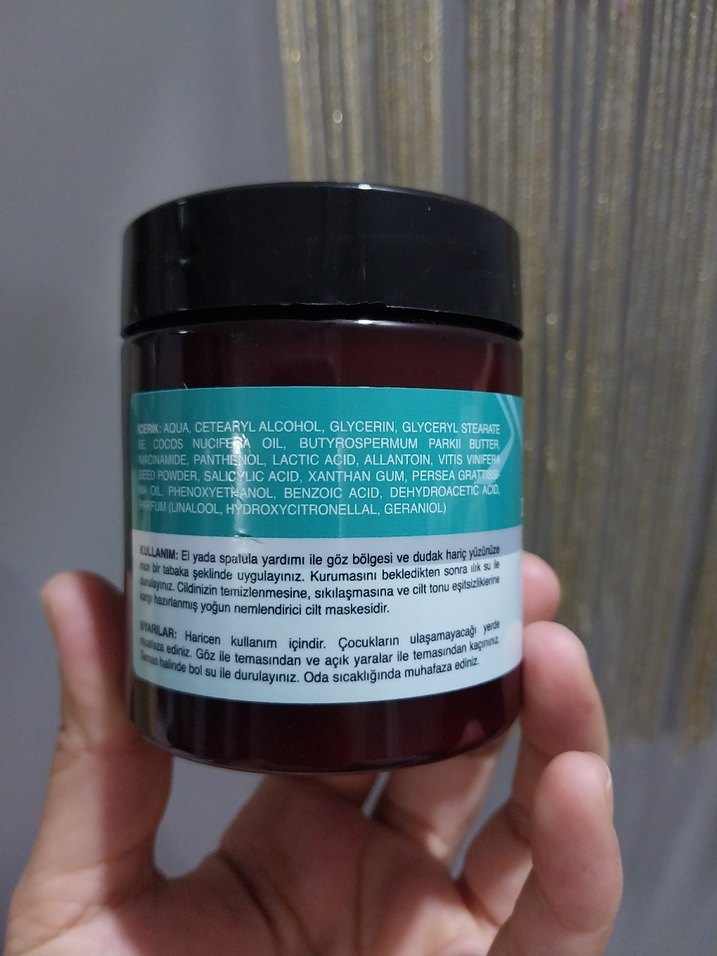 İÇERİK: AQUA, CETEARYL ALCOHOL, GLYCERIN, GLYCERYL STEARATE
SE, COCOS NUCIFERA OIL, BUTYROSPERMUM PARKII BUTTER,
NIACINAMIDE, PANTHENOL, LACTIC ACID, ALLANTOIN, VITIS VINIFERA
SEED POWDER, SALICYLIC ACID, XANTHAN GUM, PERSEA GRATISSI-
MA OIL. PHENOXYETHANOL, BENZOIC ACID, DEHYDROACETIC ACID,
PARFUM (LINALOOL, HYDROXYCITRONELLAL, GERANIOL)
KULLANIM: El yada spatula yardımı ile göz bölgesi ve dudak hariç yüzünüze
ince bir tabaka şeklinde uygulayınız. Kurumasını bekledikten sonra ılık su ile
durulayınız. Cildinizin temizlenmesine, sıkılaşmasına ve cilt tonu eşitsizliklerine
karşı hazırlanmış yoğun nemlendirici cilt maskesidir.
UYARILAR: Haricen kullanım içindir. Çocukların ulaşamayacağı yerde
muhafaza ediniz. Göz ile temasından ve açık yaralar ile temasından kaçınınız.
Temas halinde bol su ile durulayınız. Oda sıcaklığında muhafaza ediniz.